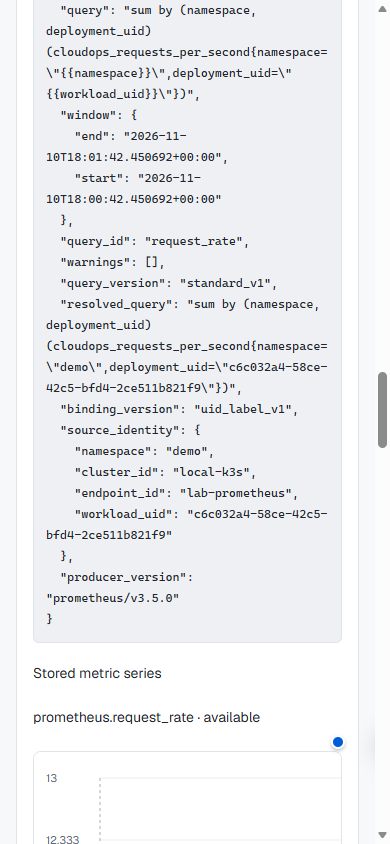 "query": "sum by (namespace,
deployment_uid)
(cloudops_requests_per_second{namespace=
\"{{namespace}}\",deployment_uid=\"
{{workload_uid}}\"})",
"window": {
"end": "2026-11-
10T18:01:42.450692+00:00",
"start": "2026-11-
10T18:00:42.450692+00:00"
},
"query_id": "request_rate",
"warnings": [],
"query_version": "standard_v1",
"resolved_query": "sum by (namespace,
deployment_uid)
(cloudops_requests_per_second{namespace=
\"demo\",deployment_uid=\"c6c032a4-58ce-
42c5-bfd4-2ce511b821f9\"})",
"binding_version": "uid_label_v1",
"source_identity": {
"namespace": "demo",
"cluster_id": "local-k3s",
"endpoint_id": "lab-prometheus",
"workload_uid": "c6c032a4-58ce-42c5-
bfd4-2ce511b821f9"
},
"producer_version":
"prometheus/v3.5.0"
}
Stored metric series
prometheus.request_rate · available
13
12.333